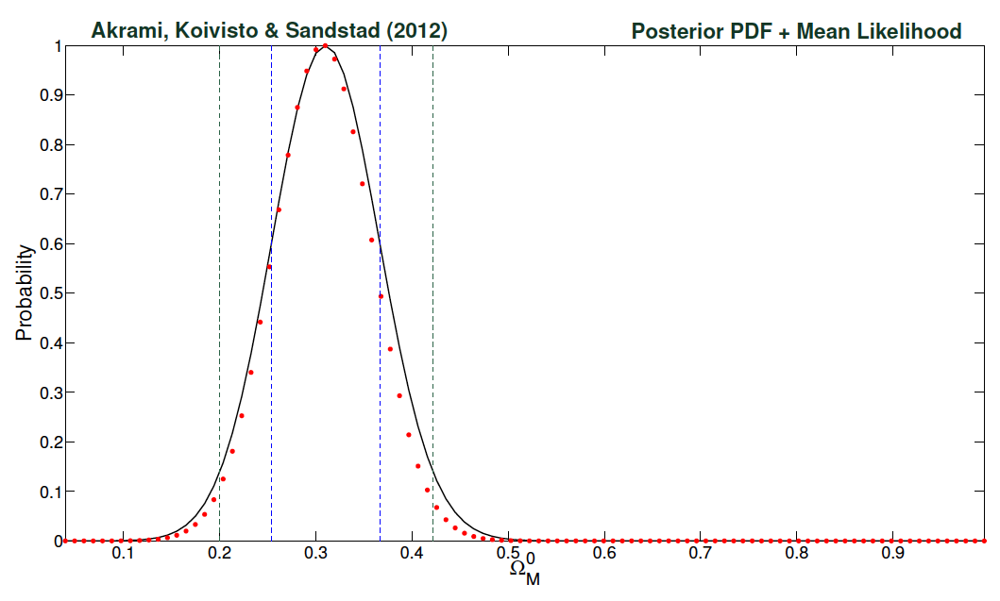 Akrami, Koivisto & Sandstad (2012)
Posterior PDF + Mean Likelihood
1
0.9
0.8
0.7
0.6
0.5
0.4
0.3
0.2
0.1
0
Probability
0.1 0.2 0.3 0.4 0.5 0.6 0.7 0.8 0.9
Ω_M^0